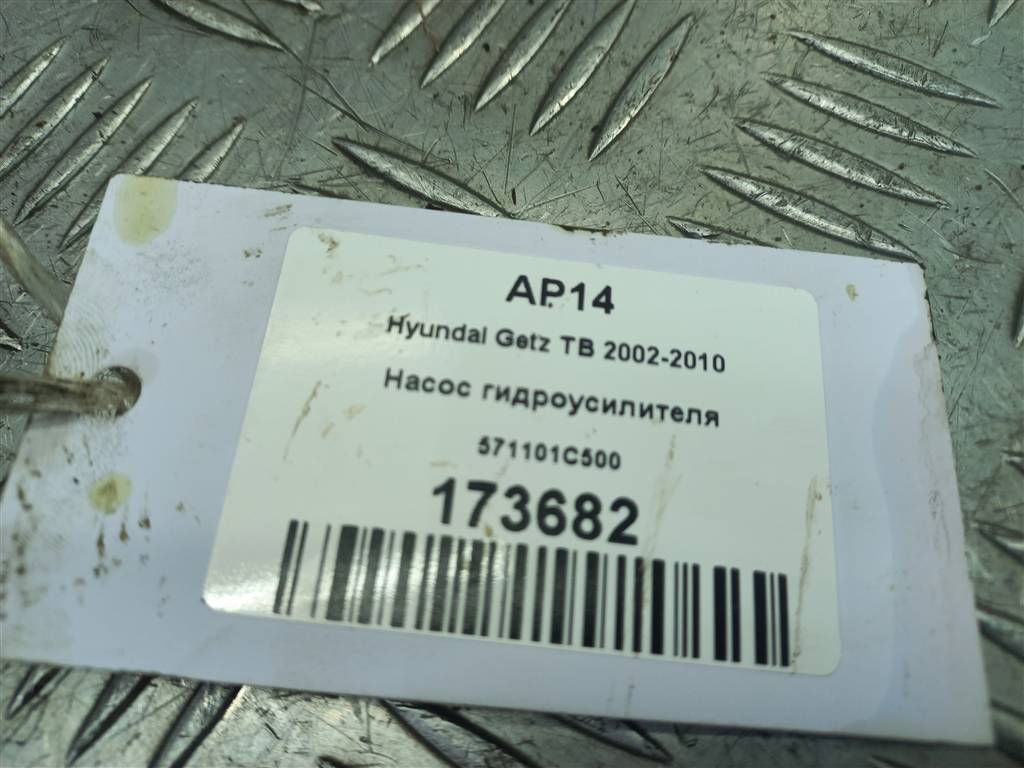 AP14
Hyundai Getz TB 2002-2010
Насос гидроусилителя
571101C500
173682